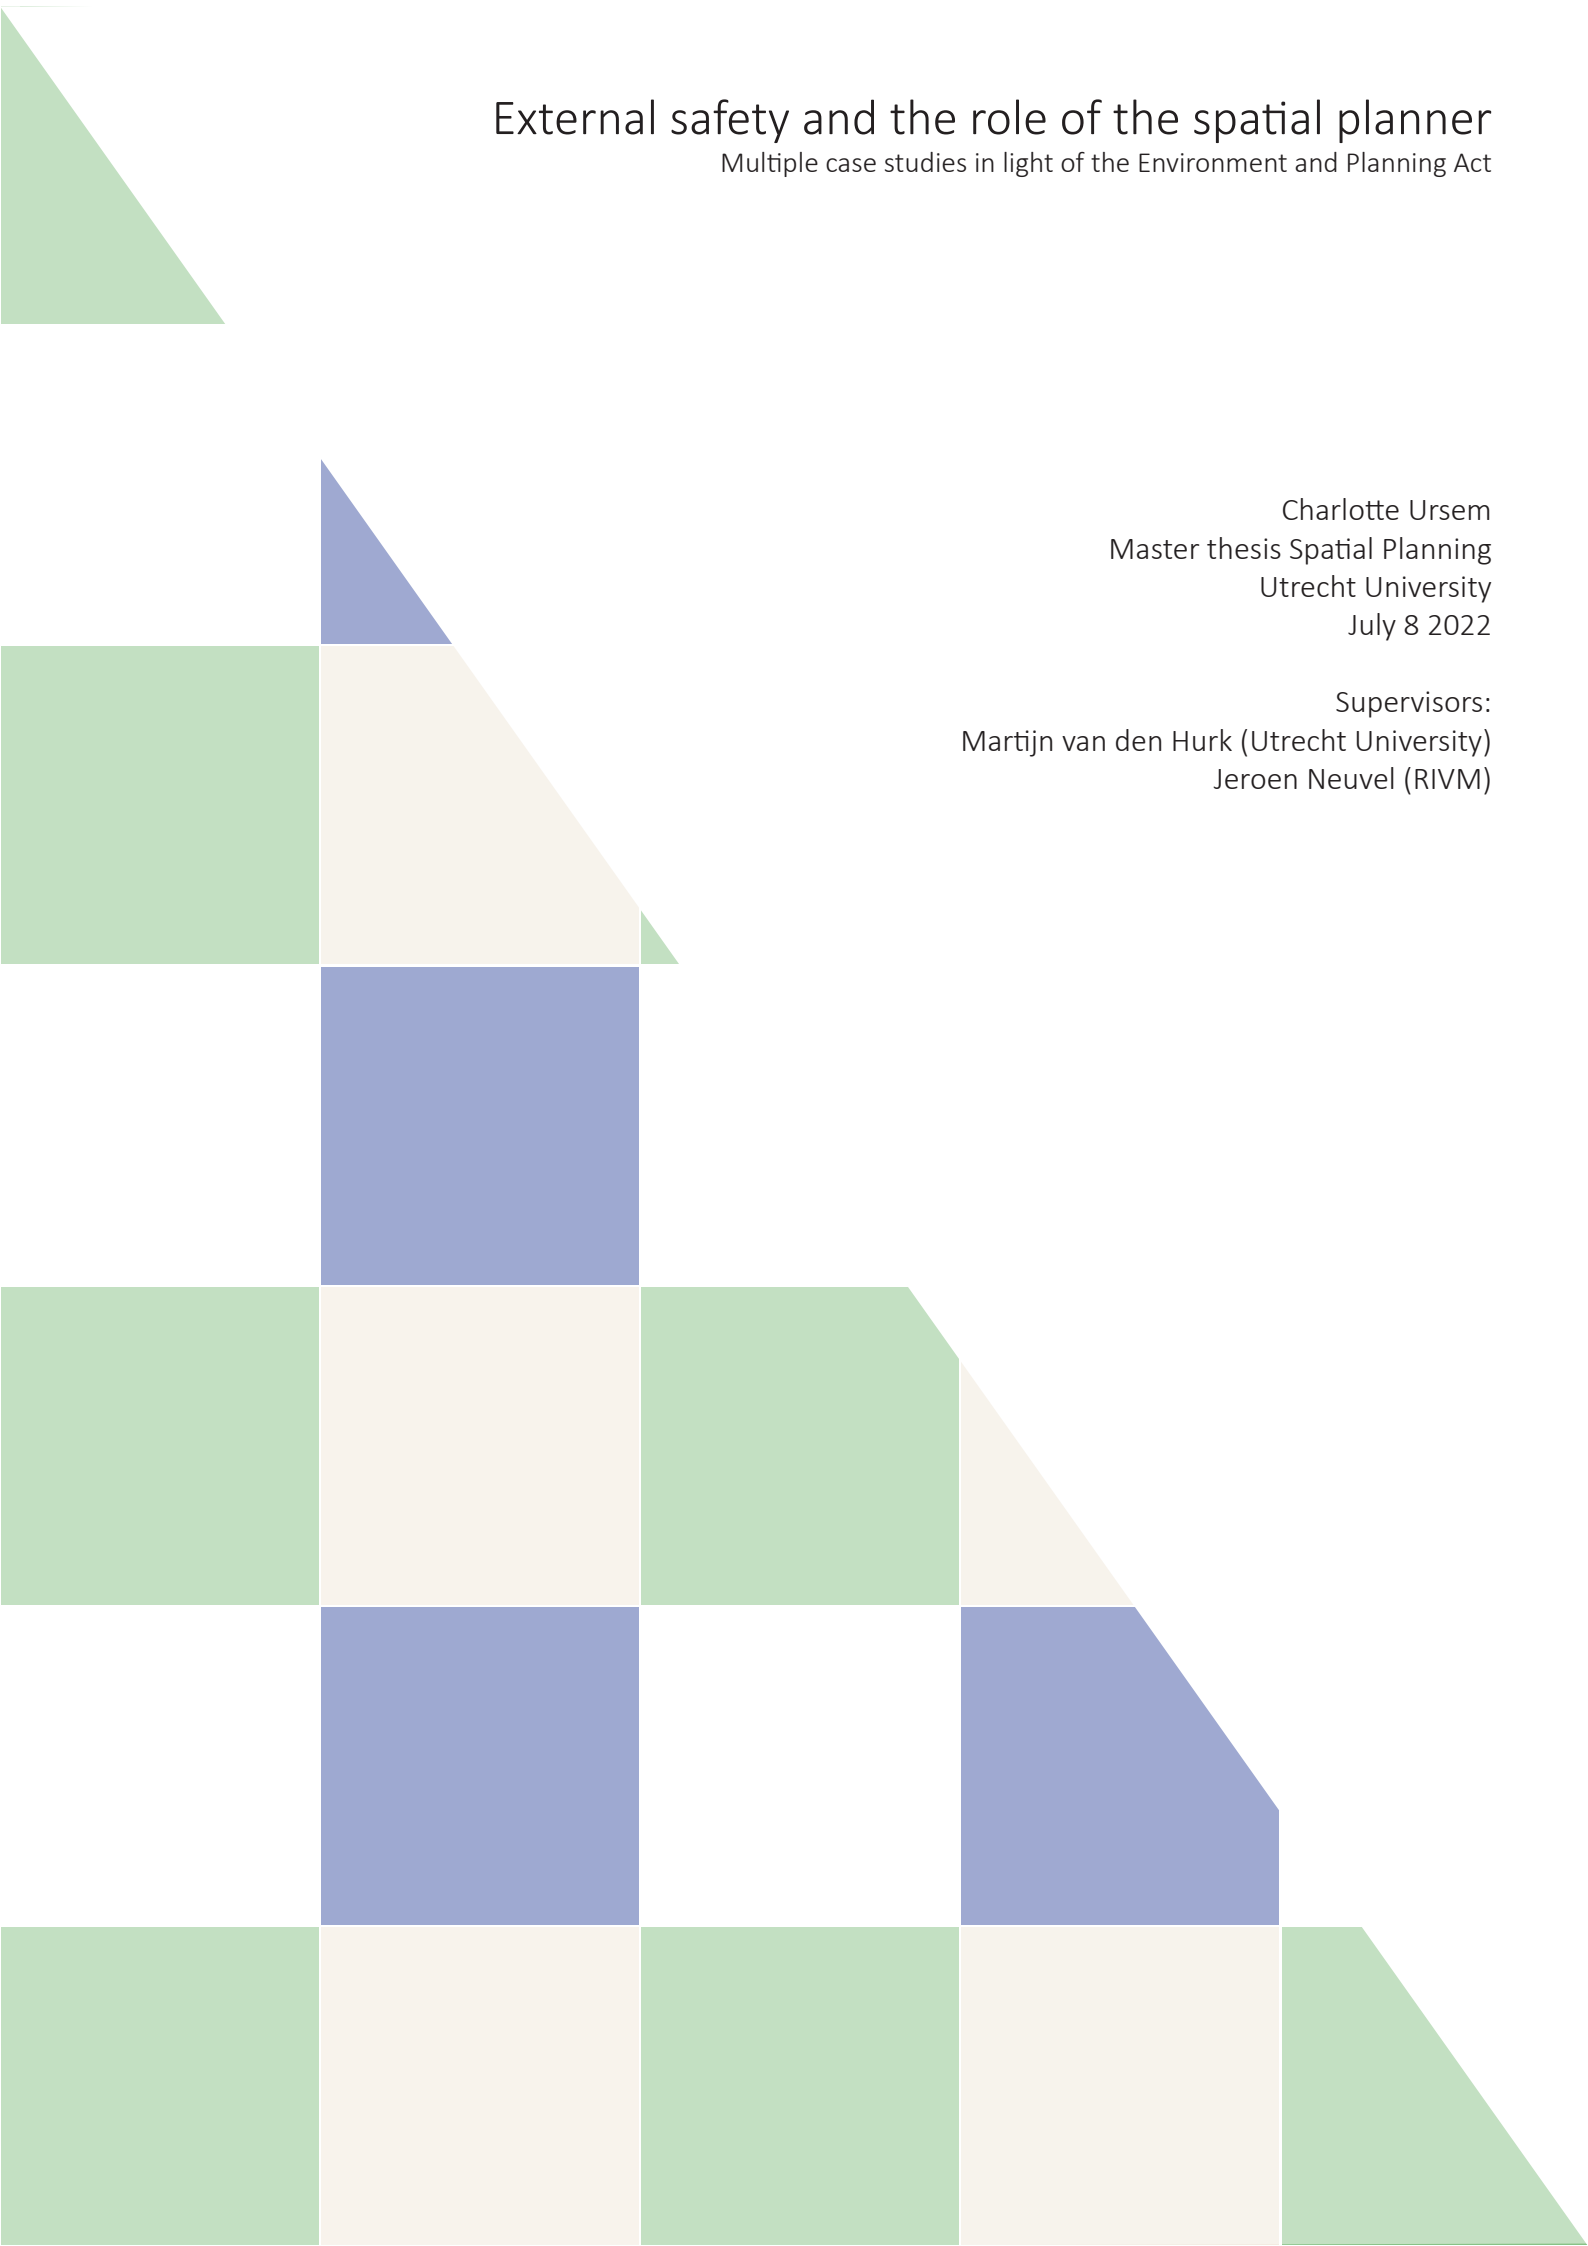 External safety and the role of the spatial planner
Multiple case studies in light of the Environment and Planning Act
Charlotte Ursem
Master thesis Spatial Planning
Utrecht University
July 8 2022
Supervisors:
Martijn van den Hurk (Utrecht University)
Jeroen Neuvel (RIVM)